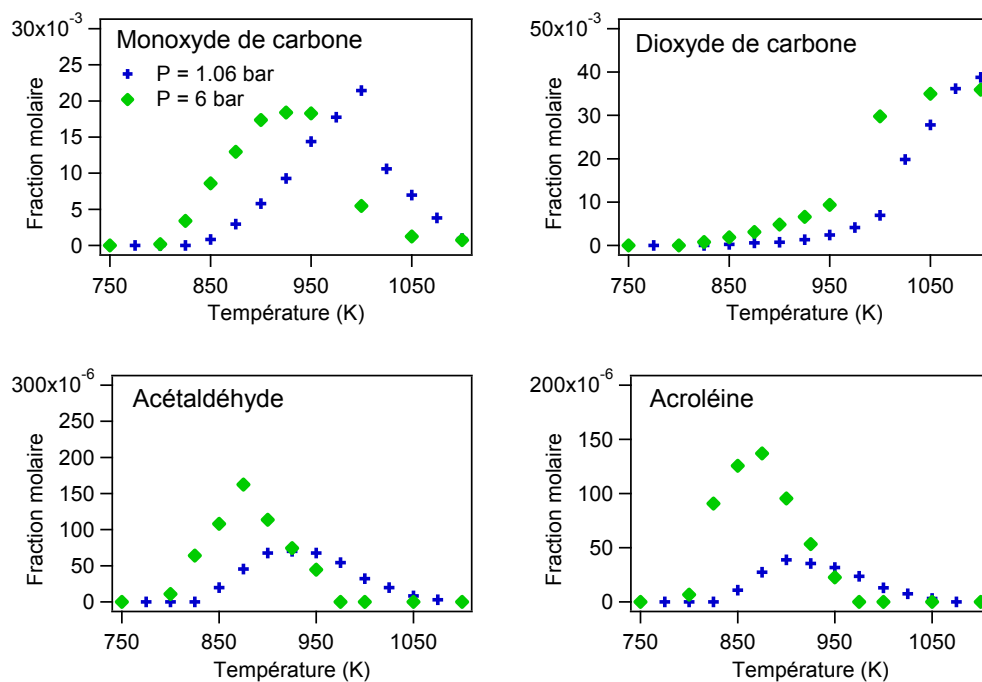 30x10-3
25
20
15
10
5
0
Fraction molaire
Monoxyde de carbone
P = 1.06 bar
P = 6 bar
750
850
950
1050
Température (K)
50x10-3
40
30
20
10
0
Fraction molaire
Dioxyde de carbone
750
850
950
1050
Température (K)
300x10-6
250
200
150
100
50
0
Fraction molaire
Acétaldéhyde
750
850
950
1050
Température (K)
200x10-6
150
100
50
0
Fraction molaire
Acroléine
750
850
950
1050
Température (K)